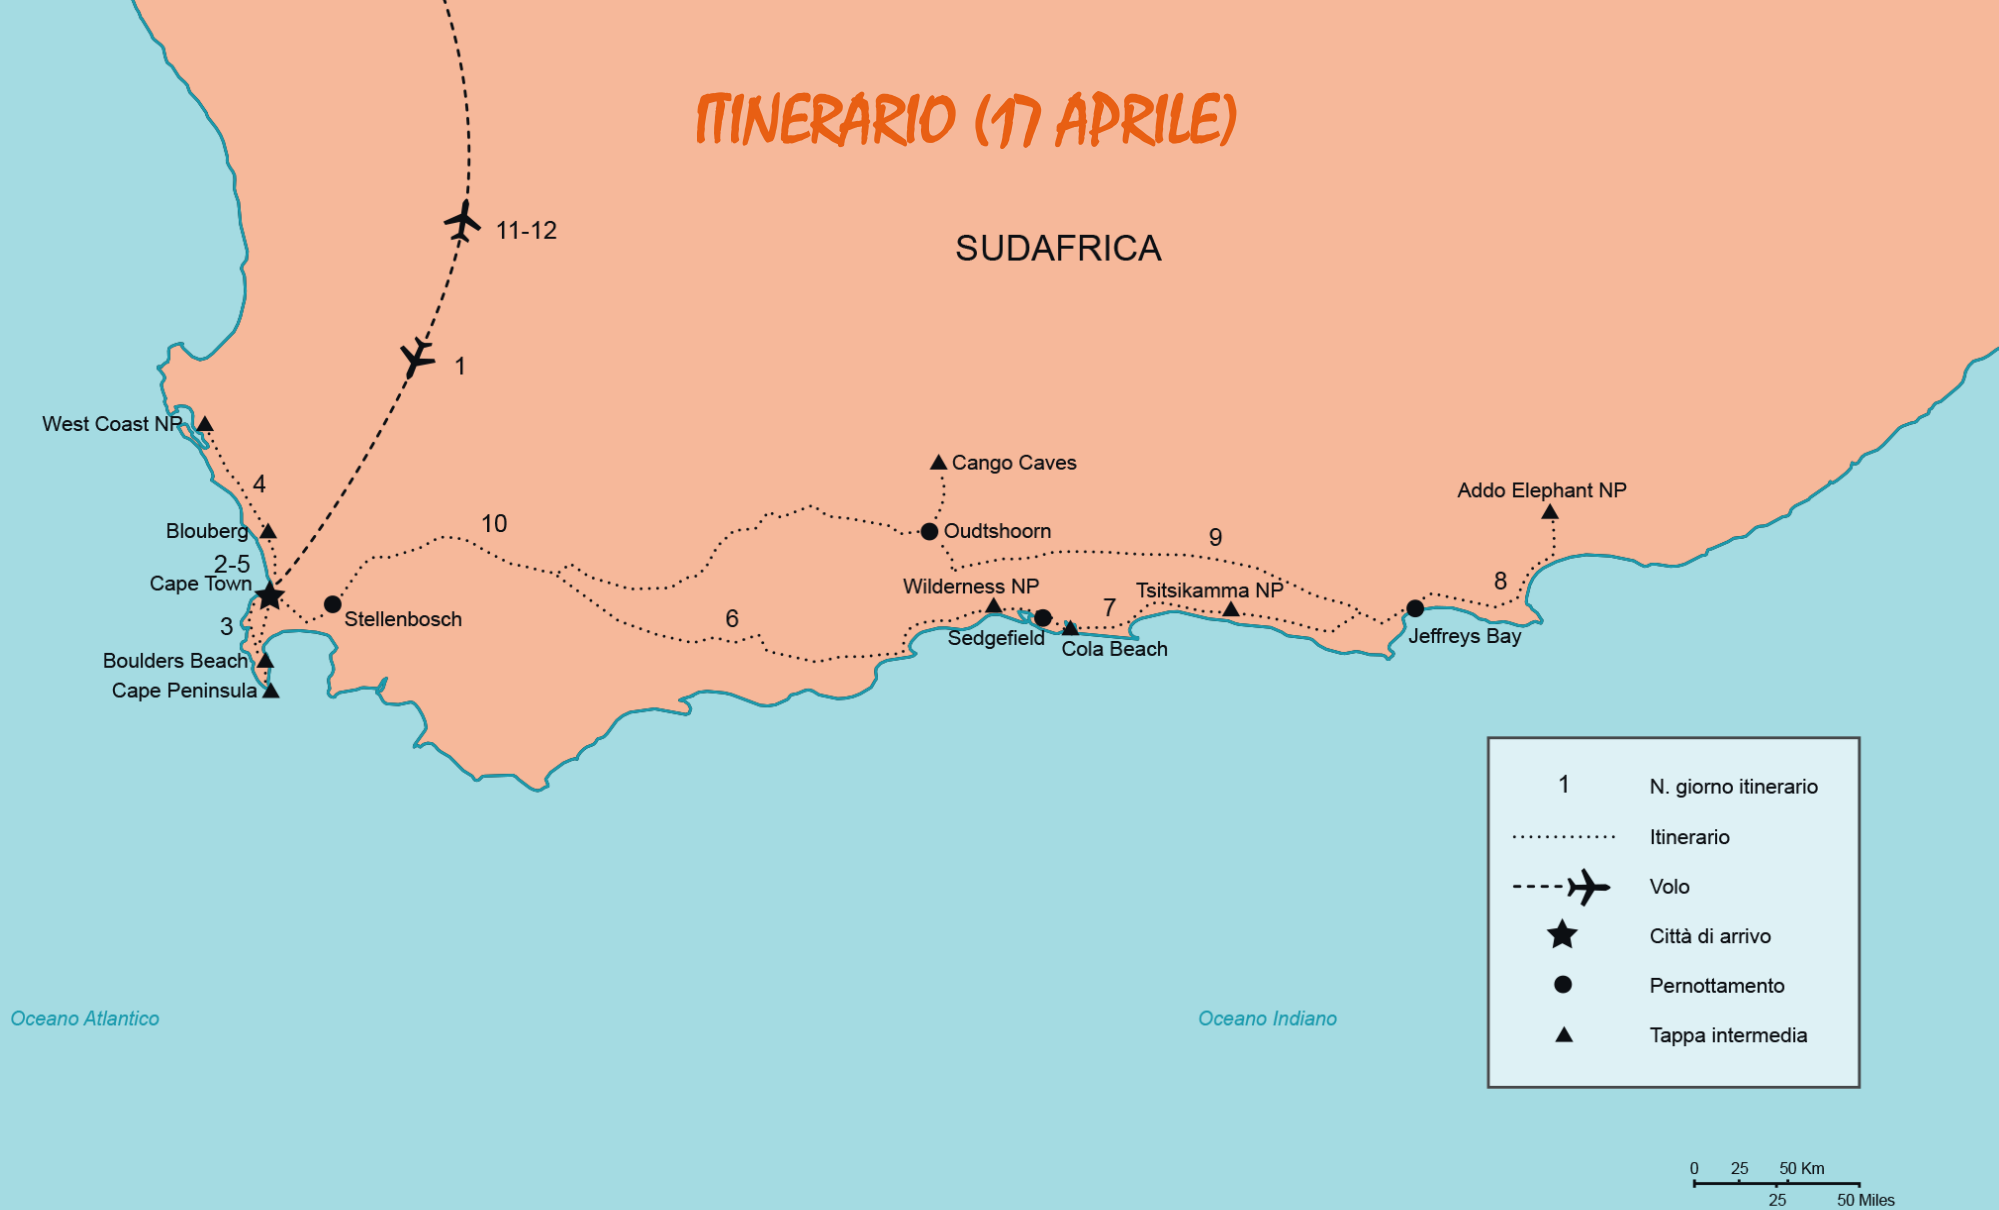 ITINERARIO (17 APRILE)
11-12
SUDAFRICA
1
West Coast NP
4
Cango Caves
Addo Elephant NP
10
Blouberg
Oudtshoorn
9
2-5
Cape Town
Wilderness NP
Tsitsikamma NP
8
Stellenbosch
6
7
3
Sedgefield
Cola Beach
Jeffreys Bay
Boulders Beach
Cape Peninsula
1 N. giorno itinerario
Itinerario
Volo
Città di arrivo
Pernottamento
Tappa intermedia
Oceano Atlantico
Oceano Indiano
0 25 50 Km
25 50 Miles